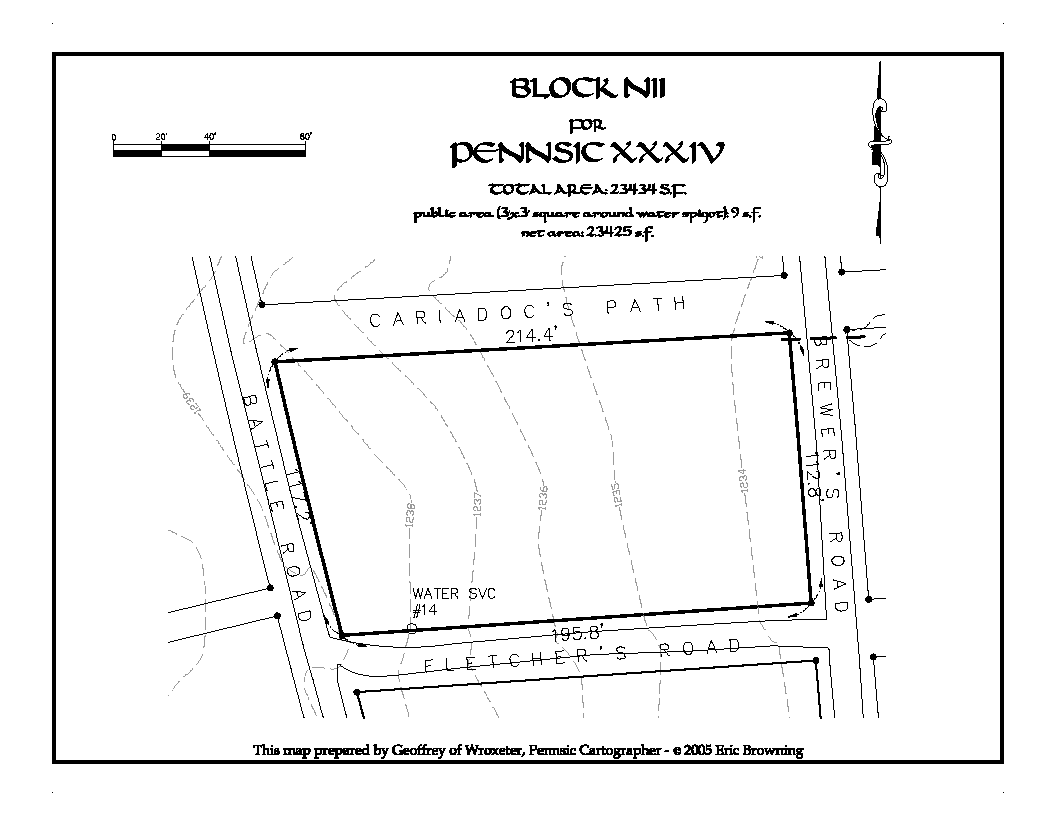 BLOCK N11
FOR
PENNSIC XXXIV
TOTAL AREA: 23434 S.F.
public area (3'x3' square around water spigot): 9 s.f.
net area: 23425 s.f.
0 20' 40' 80'
CARIADOC'S PATH
214.4'
BATTLE ROAD
117.2'
BREWER'S ROAD
112.8'
1239
1238
1237
1236
1235
1234
WATER SVC
#14
195.8'
FLETCHER'S ROAD
This map prepared by Geoffrey of Wroxeter, Pennsic Cartographer - © 2005 Eric Browning